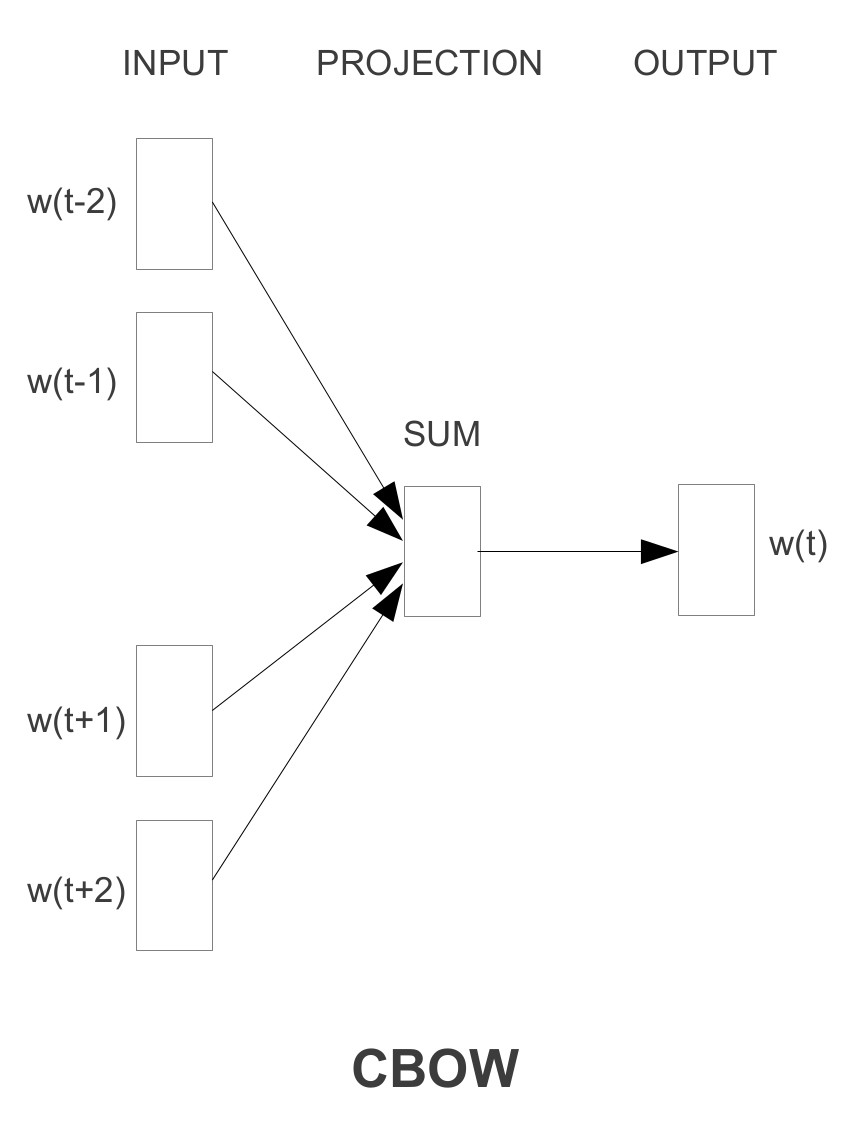 INPUT PROJECTION OUTPUT
w(t-2)
w(t-1)
SUM
w(t)
w(t+1)
w(t+2)
CBOW